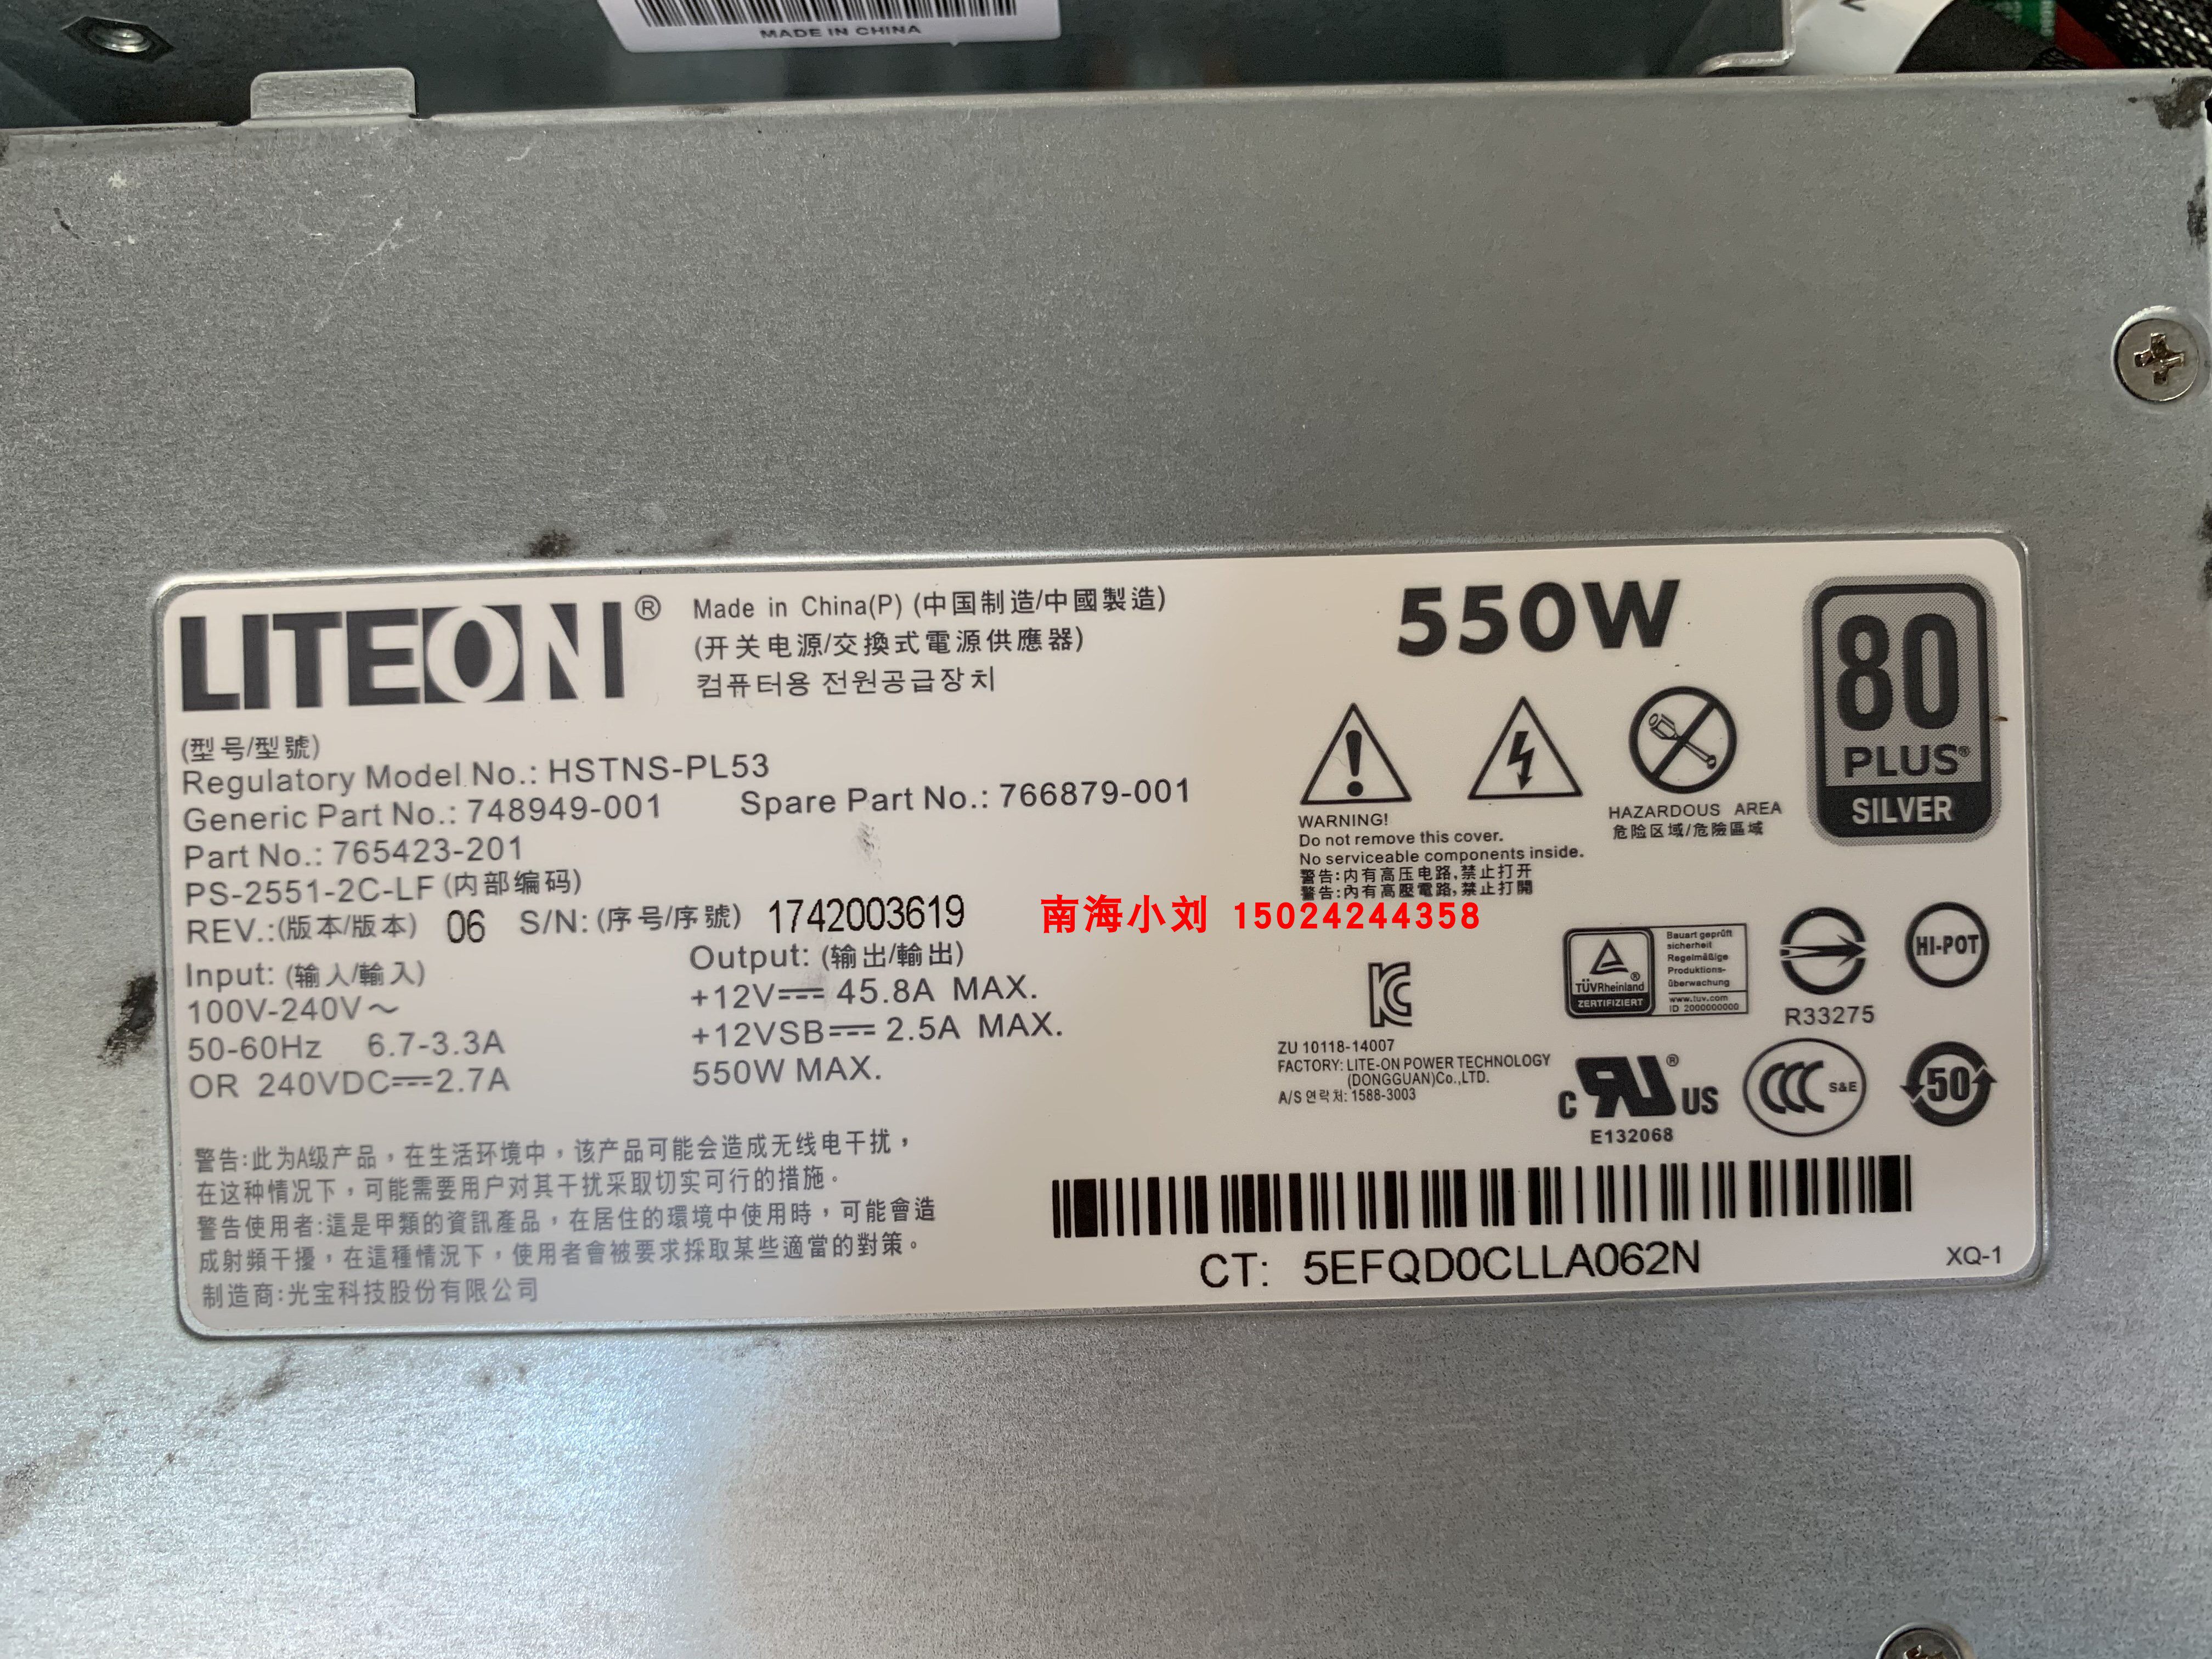 MADE IN CHINA
LITEON®
Made in China(P) (中国制造/中國製造)
(开关电源/交換式電源供應器)
컴퓨터용 전원공급장치
550W
80
PLUS®
SILVER
(型号/型號)
Regulatory Model No.: HSTNS-PL53
Generic Part No.: 748949-001 Spare Part No.: 766879-001
Part No.: 765423-201
PS-2551-2C-LF (内部编码)
REV.:(版本/版本) 06 S/N: (序号/序號) 1742003619
Input: (输入/輸入)
100V-240V～
50-60Hz 6.7-3.3A
OR 240VDC⎓2.7A
Output: (输出/輸出)
+12V⎓ 45.8A MAX.
+12VSB⎓ 2.5A MAX.
550W MAX.
WARNING!
Do not remove this cover.
No serviceable components inside.
警告:内有高压电路,禁止打开
警告:內有高壓電路,禁止打開
HAZARDOUS AREA
危险区域/危險區域
南海小刘 15024244358
ZU 10118-14007
FACTORY: LITE-ON POWER TECHNOLOGY
(DONGGUAN)Co.,LTD.
A/S 연락처: 1588-3003
TÜVRheinland®
ZERTIFIZIERT
Bauart geprüft
sicherheit
Regelmäßige
Produktions-
überwachung
www.tuv.com
ID 2000000000
R33275
HI-POT
C RU® US
E132068
CCC S&E
50
警告:此为A级产品，在生活环境中，该产品可能会造成无线电干扰，
在这种情况下，可能需要用户对其干扰采取切实可行的措施。
警告使用者:這是甲類的資訊產品，在居住的環境中使用時，可能會造
成射頻干擾，在這種情況下，使用者會被要求採取某些適當的對策。
制造商:光宝科技股份有限公司
CT: 5EFQD0CLLA062N
XQ-1